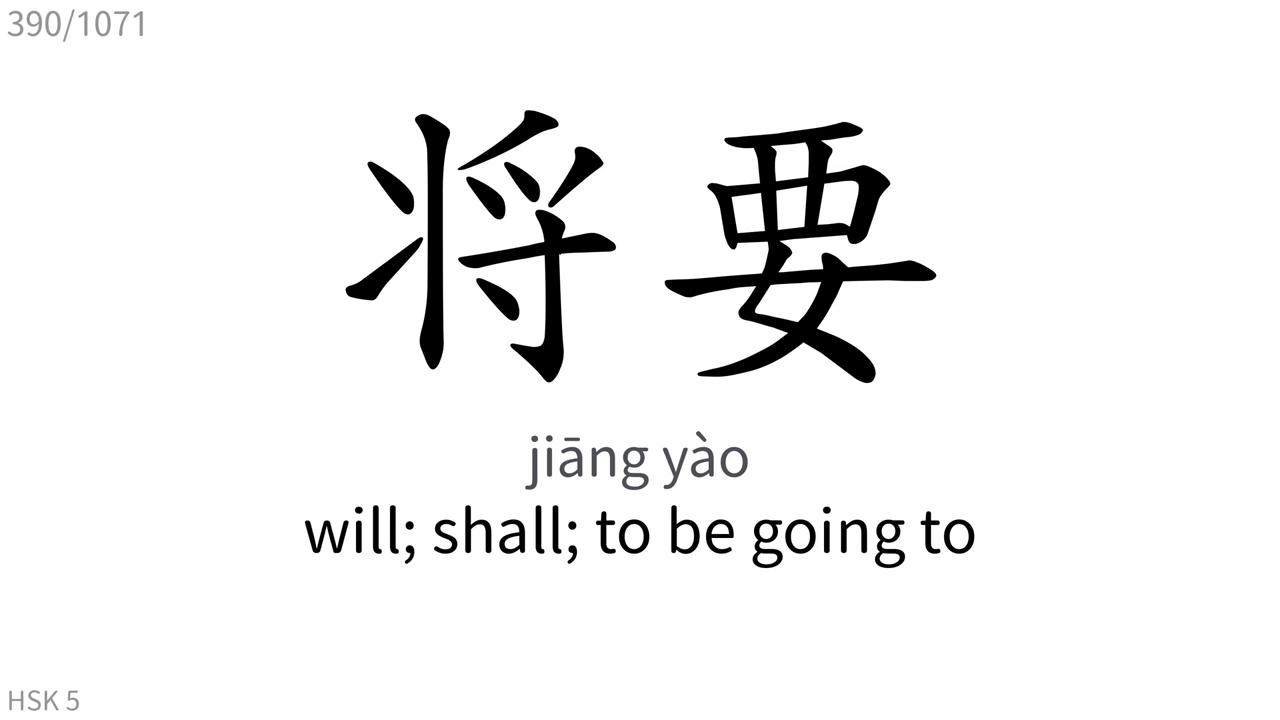 390/1071
将要
jiāng yào
will; shall; to be going to
HSK 5